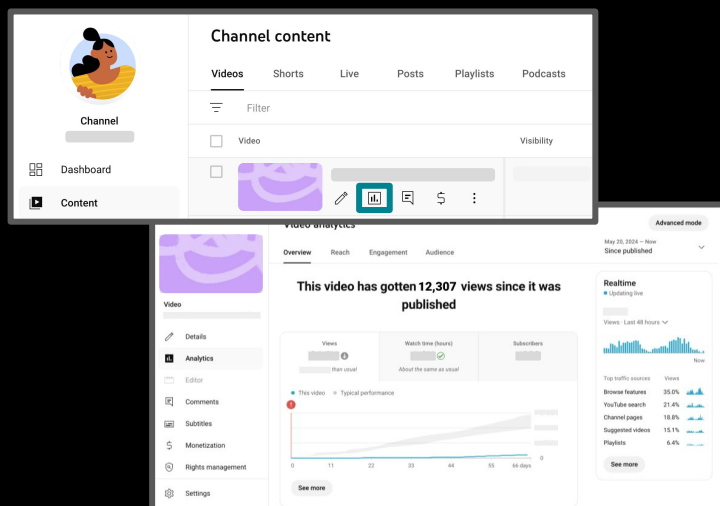 Channel content
Videos Shorts Live Posts Playlists Podcasts
Filter
Video Visibility
Channel
Dashboard
Content
Video analytics
Overview Reach Engagement Audience
This video has gotten 12,307 views since it was
published
Views Watch time (hours) Subscribers
than usual About the same as usual
This video Typical performance
0
0 11 22 33 44 55 66 days
See more
Video
Details
Analytics
Editor
Comments
Subtitles
Monetization
Rights management
Settings
Advanced mode
May 20, 2024 – Now
Since published
Realtime
Updating live
Views · Last 48 hours
Now
Top traffic sources Views
Browse features 35.0%
YouTube search 21.4%
Channel pages 18.8%
Suggested videos 15.1%
Playlists 6.4%
See more